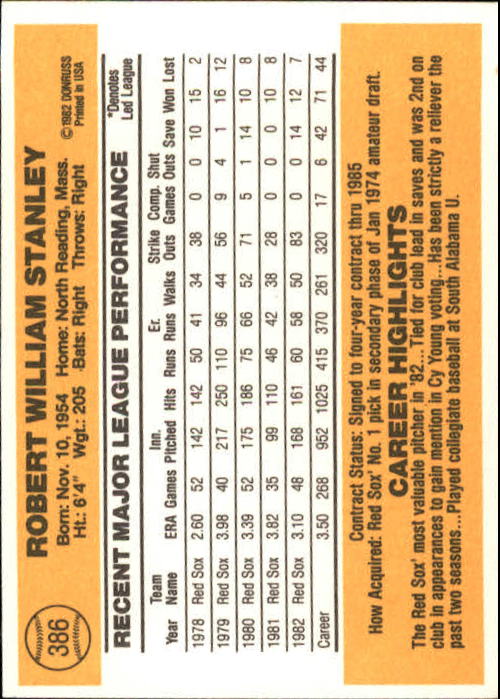 386
ROBERT WILLIAM STANLEY
Born: Nov. 10, 1954 Home: North Reading, Mass.
Ht.: 6'4" Wgt.: 205 Bats: Right Throws: Right
©1982 DONRUSS
Printed in USA
RECENT MAJOR LEAGUE PERFORMANCE
*Denotes
Led League
Team Inn. Er. Strike Comp. Shut
Year Name ERA Games Pitched Hits Runs Runs Walks Outs Games Outs Save Won Lost
1978 Red Sox 2.60 52 142 142 50 41 34 38 0 0 10 15 2
1979 Red Sox 3.98 40 217 250 110 96 44 56 9 4 1 16 12
1980 Red Sox 3.39 52 175 186 75 66 52 71 5 1 14 10 8
1981 Red Sox 3.82 35 99 110 46 42 38 28 0 0 0 10 8
1982 Red Sox 3.10 48 168 161 60 58 50 83 0 0 14 12 7
Career 3.50 268 952 1025 415 370 261 320 17 6 42 71 44
Contract Status: Signed to four-year contract thru 1985
How Acquired: Red Sox' No. 1 pick in secondary phase of Jan 1974 amateur draft.
CAREER HIGHLIGHTS
The Red Sox' most valuable pitcher in '82... Tied for club lead in saves and was 2nd on
club in appearances to gain mention in Cy Young voting...Has been strictly a reliever the
past two seasons... Played collegiate baseball at South Alabama U.